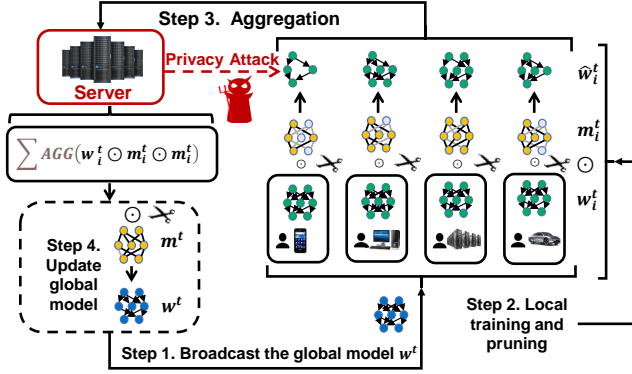 Step 3. Aggregation
Privacy Attack
Server
∑ AGG(w_i^t ⊙ m_i^t ⊙ m_i^t)
Step 4.
Update
global
model
⊙
m^t
w^t
ŵ_i^t
m_i^t
⊙ ⊙ ⊙ ⊙ ⊙
w_i^t
Step 1. Broadcast the global model w^t
Step 2. Local
training and
pruning